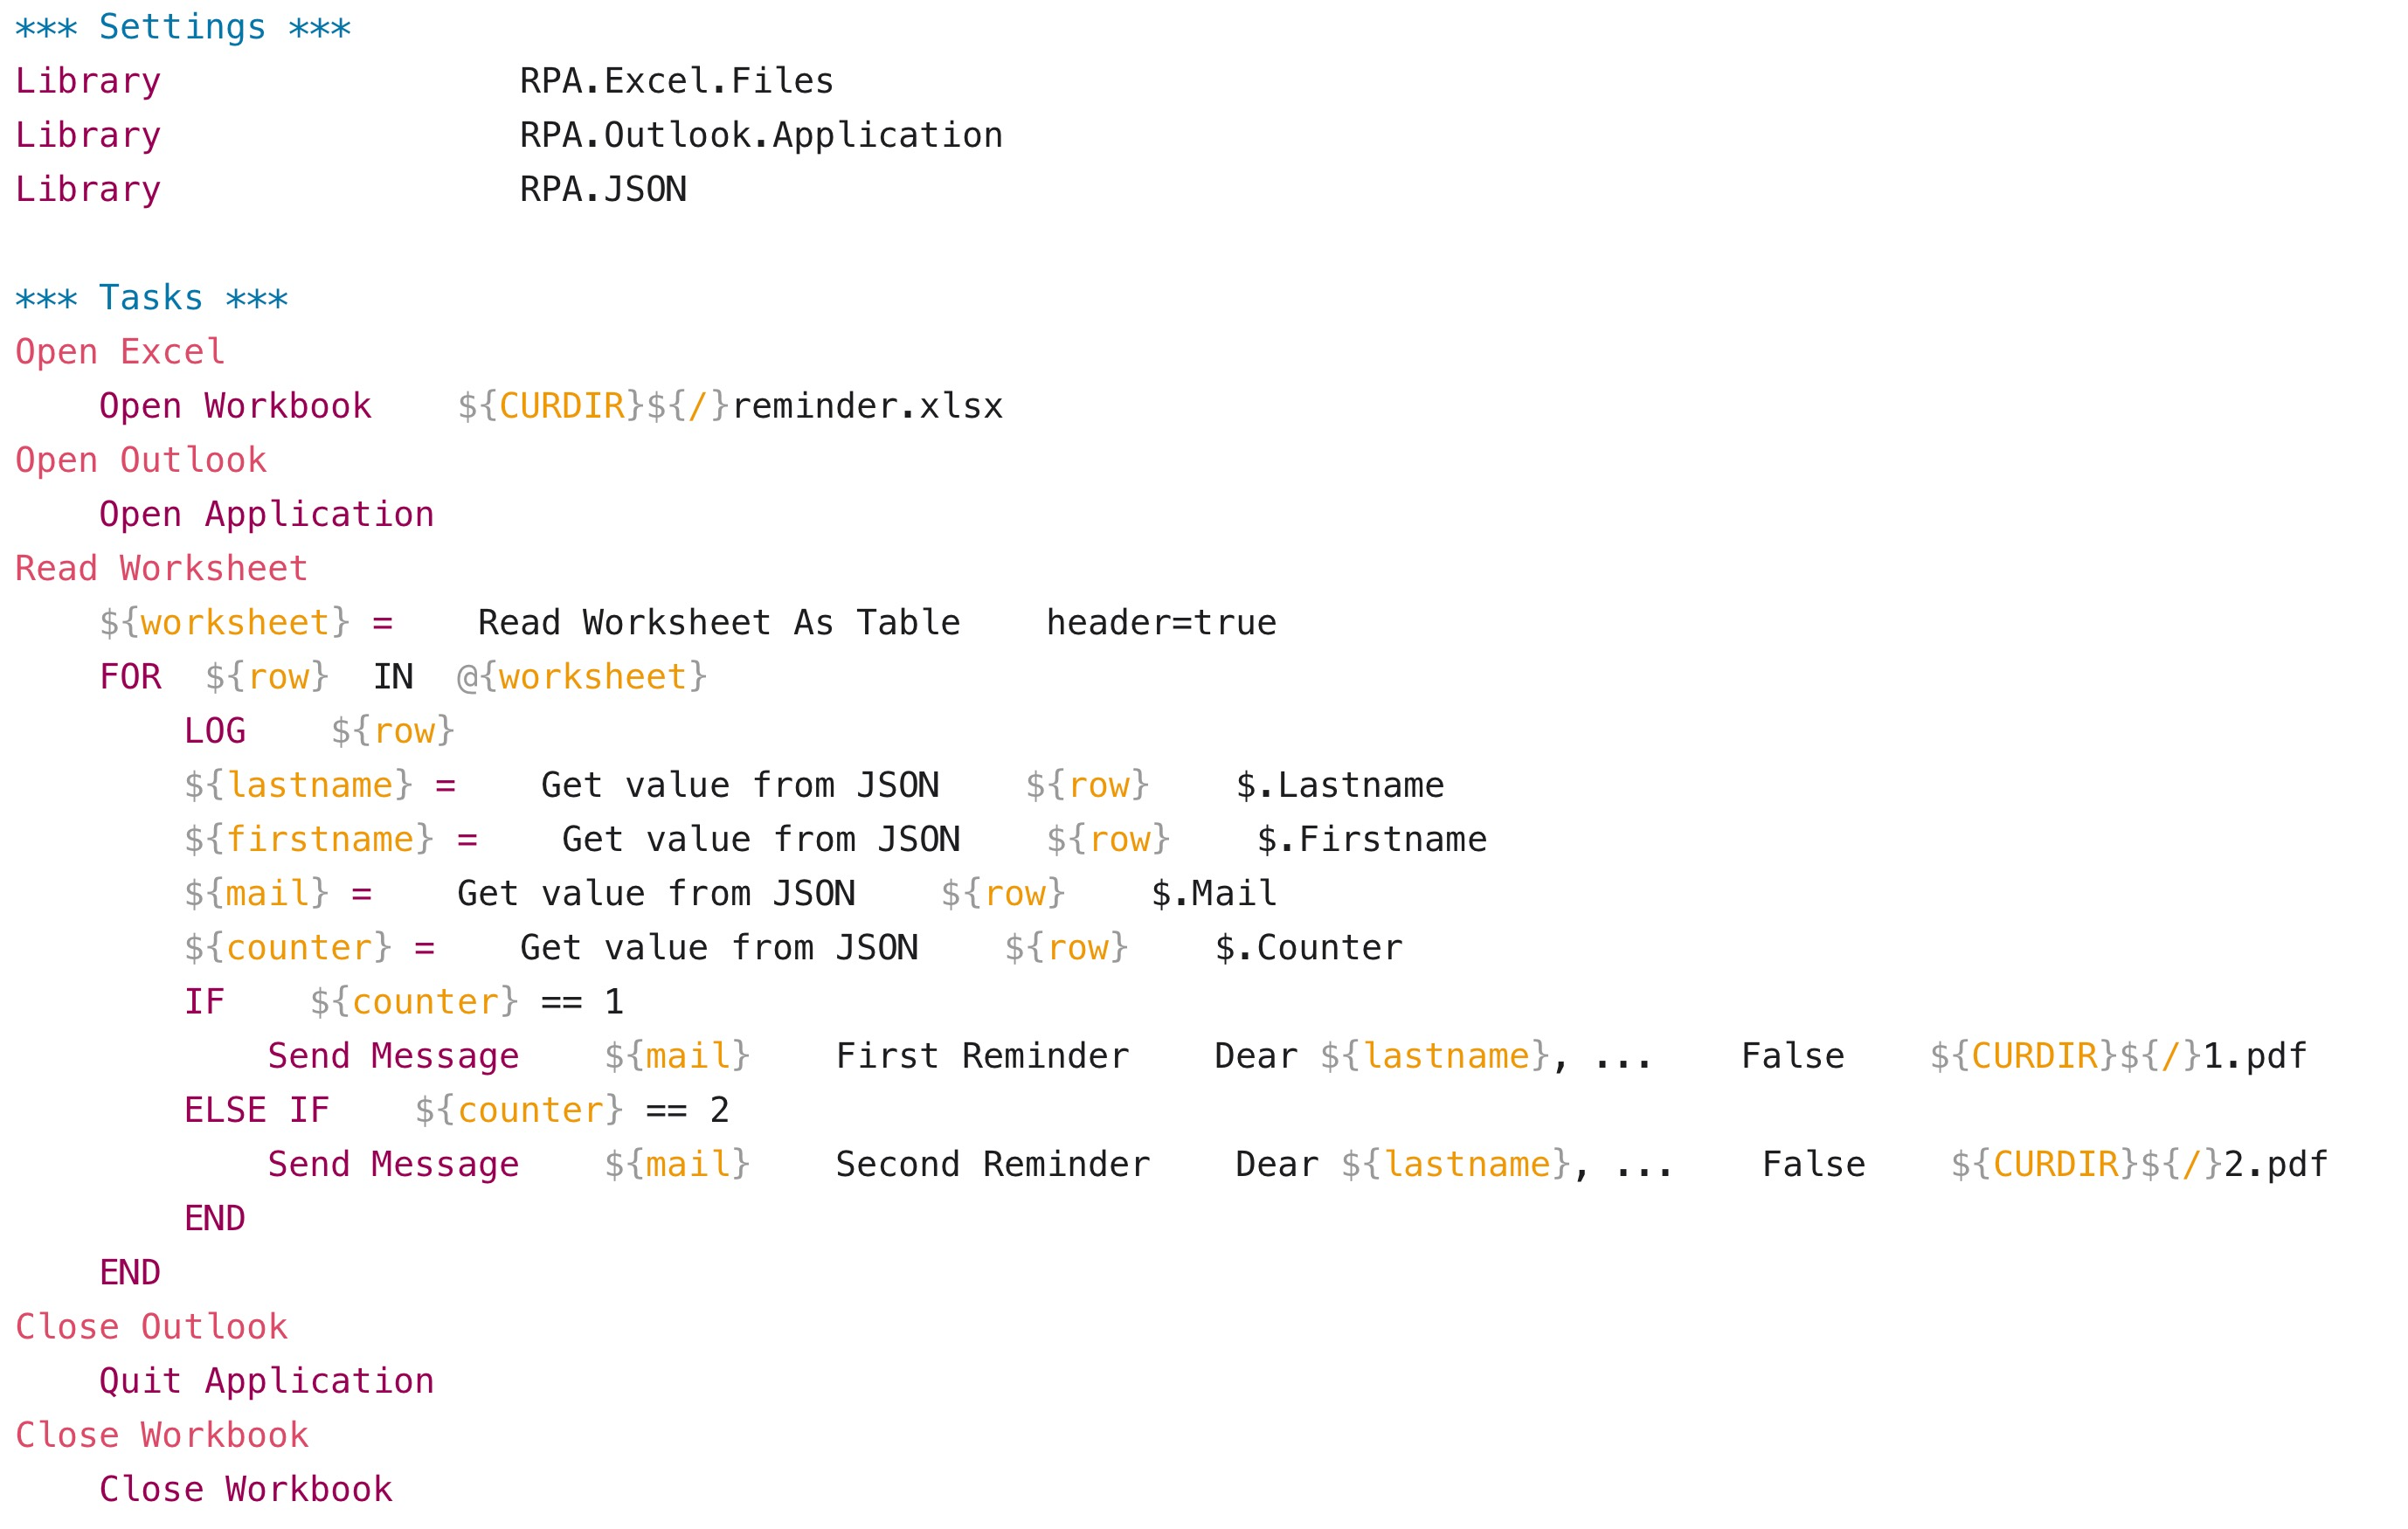 *** Settings ***
Library                 RPA.Excel.Files
Library                 RPA.Outlook.Application
Library                 RPA.JSON

*** Tasks ***
Open Excel
    Open Workbook    ${CURDIR}${/}reminder.xlsx
Open Outlook
    Open Application
Read Worksheet
    ${worksheet} =    Read Worksheet As Table    header=true
    FOR  ${row}  IN  @{worksheet}
        LOG    ${row}
        ${lastname} =    Get value from JSON    ${row}    $.Lastname
        ${firstname} =    Get value from JSON    ${row}    $.Firstname
        ${mail} =    Get value from JSON    ${row}    $.Mail
        ${counter} =    Get value from JSON    ${row}    $.Counter
        IF    ${counter} == 1
            Send Message    ${mail}    First Reminder    Dear ${lastname}, ...    False    ${CURDIR}${/}1.pdf
        ELSE IF    ${counter} == 2
            Send Message    ${mail}    Second Reminder    Dear ${lastname}, ...    False    ${CURDIR}${/}2.pdf
        END
    END
Close Outlook
    Quit Application
Close Workbook
    Close Workbook